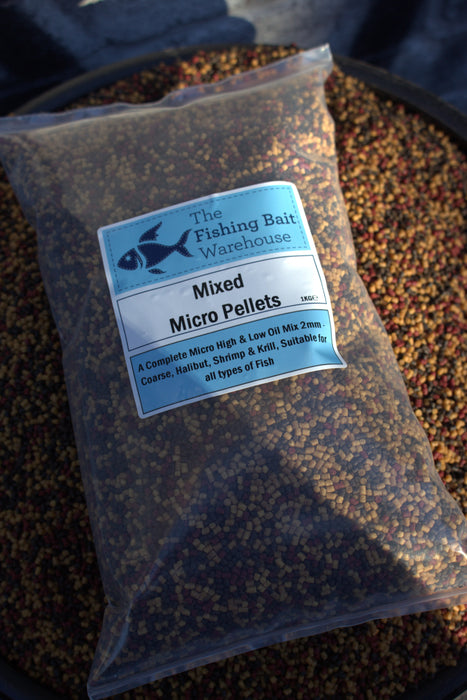 The
Fishing Bait
Warehouse
Mixed
Micro Pellets
1KG℮
A Complete Micro High & Low Oil Mix 2mm -
Coarse, Halibut, Shrimp & Krill, Suitable for
all types of Fish